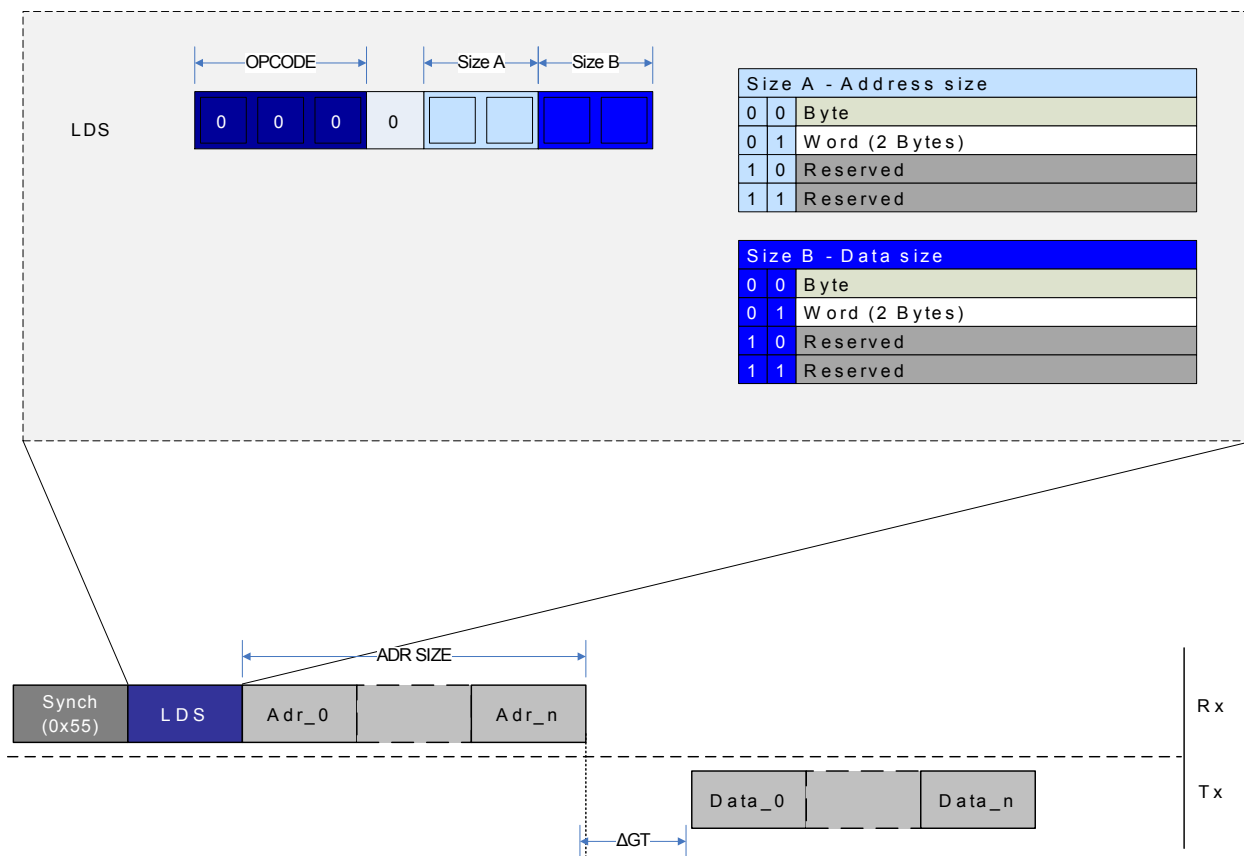 OPCODE Size A Size B
LDS 0 0 0 0
Size A - Address size
0 0 Byte
0 1 Word (2 Bytes)
1 0 Reserved
1 1 Reserved
Size B - Data size
0 0 Byte
0 1 Word (2 Bytes)
1 0 Reserved
1 1 Reserved
ADR SIZE
Synch
(0x55)
LDS
Adr_0
Adr_n
Rx
Data_0
Data_n
Tx
ΔGT